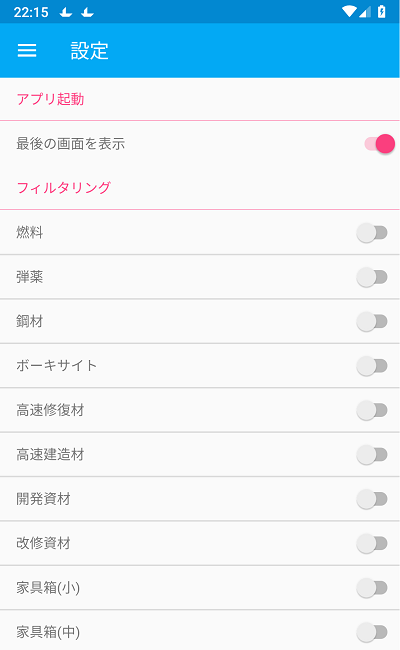 22:15
設定
アプリ起動
最後の画面を表示
フィルタリング
燃料
弾薬
鋼材
ボーキサイト
高速修復材
高速建造材
開発資材
改修資材
家具箱(小)
家具箱(中)